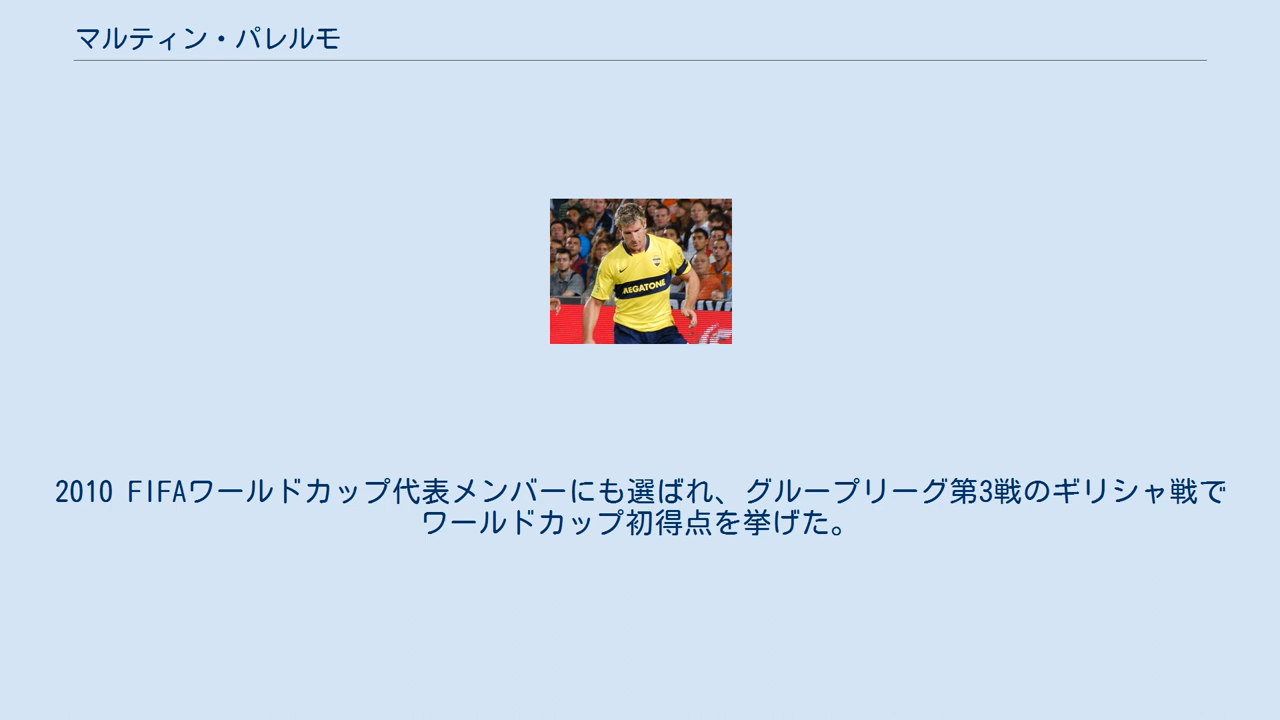 マルティン・パレルモ
MEGATONE
2010 FIFAワールドカップ代表メンバーにも選ばれ、グループリーグ第3戦のギリシャ戦で
ワールドカップ初得点を挙げた。